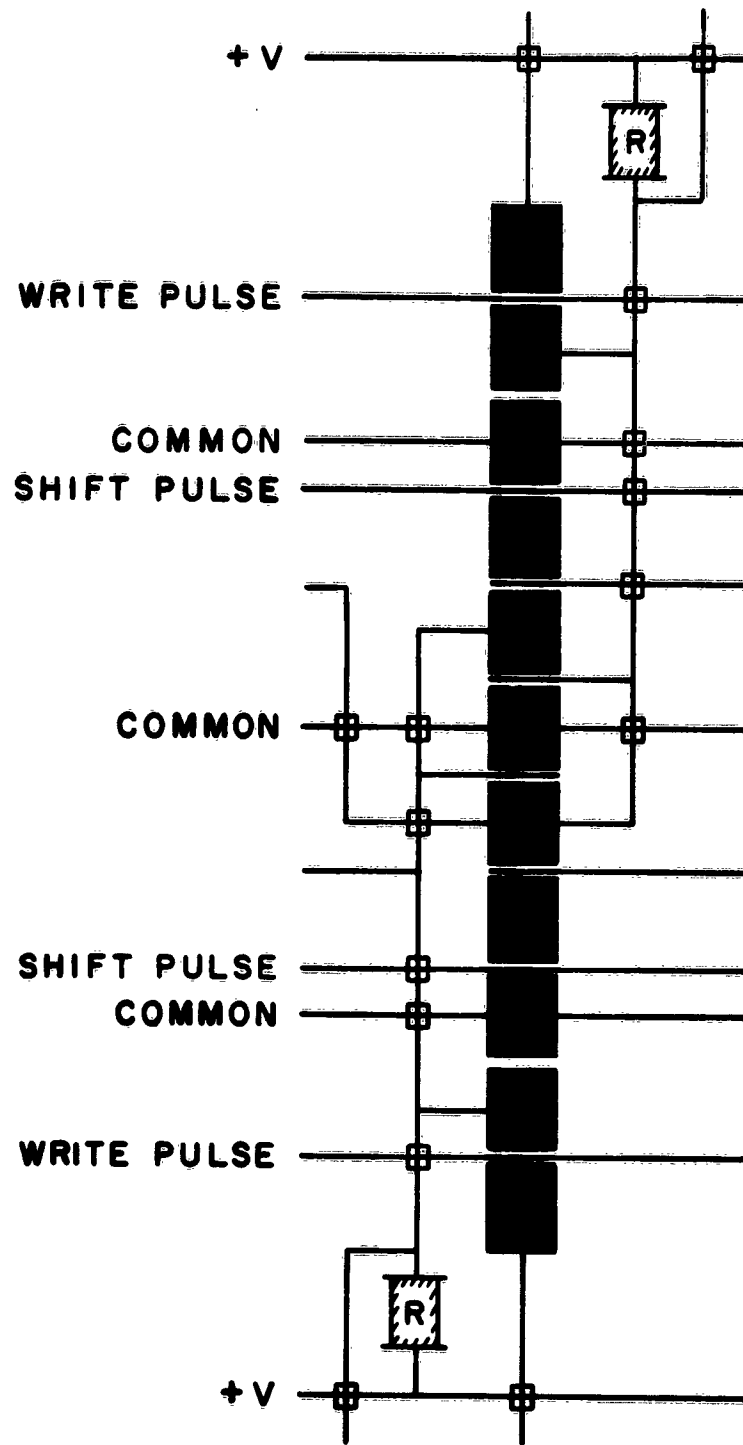 + V
R
WRITE PULSE
COMMON
SHIFT PULSE
COMMON
SHIFT PULSE
COMMON
WRITE PULSE
R
+ V